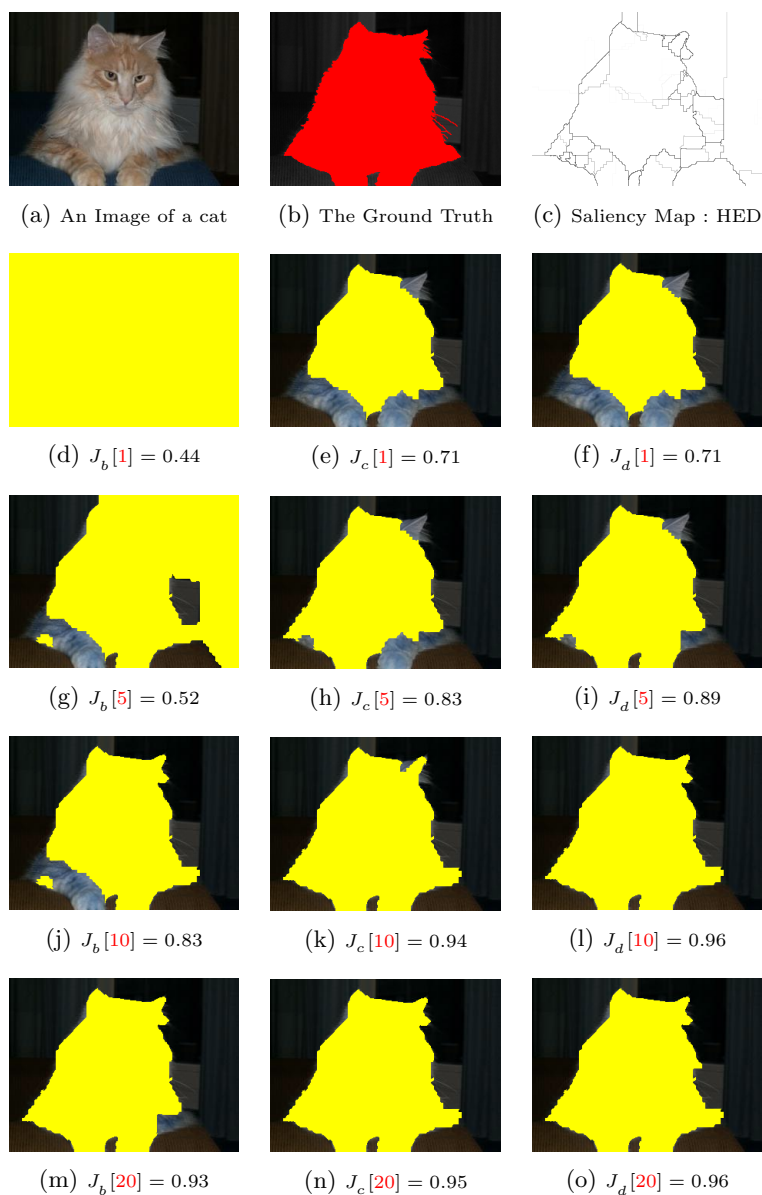 (a) An Image of a cat
(b) The Ground Truth
(c) Saliency Map : HED
(d) J_b[1] = 0.44
(e) J_c[1] = 0.71
(f) J_d[1] = 0.71
(g) J_b[5] = 0.52
(h) J_c[5] = 0.83
(i) J_d[5] = 0.89
(j) J_b[10] = 0.83
(k) J_c[10] = 0.94
(l) J_d[10] = 0.96
(m) J_b[20] = 0.93
(n) J_c[20] = 0.95
(o) J_d[20] = 0.96